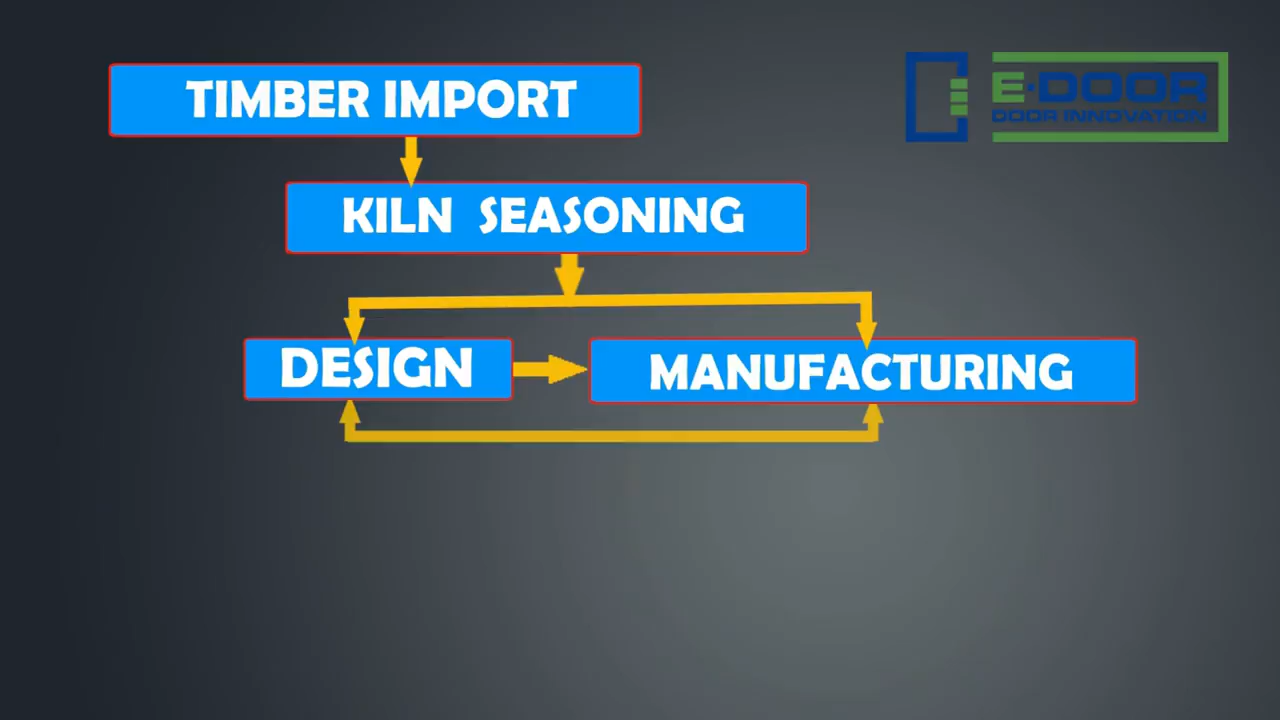 TIMBER IMPORT
E-DOOR
DOOR INNOVATION
KILN SEASONING
DESIGN
MANUFACTURING